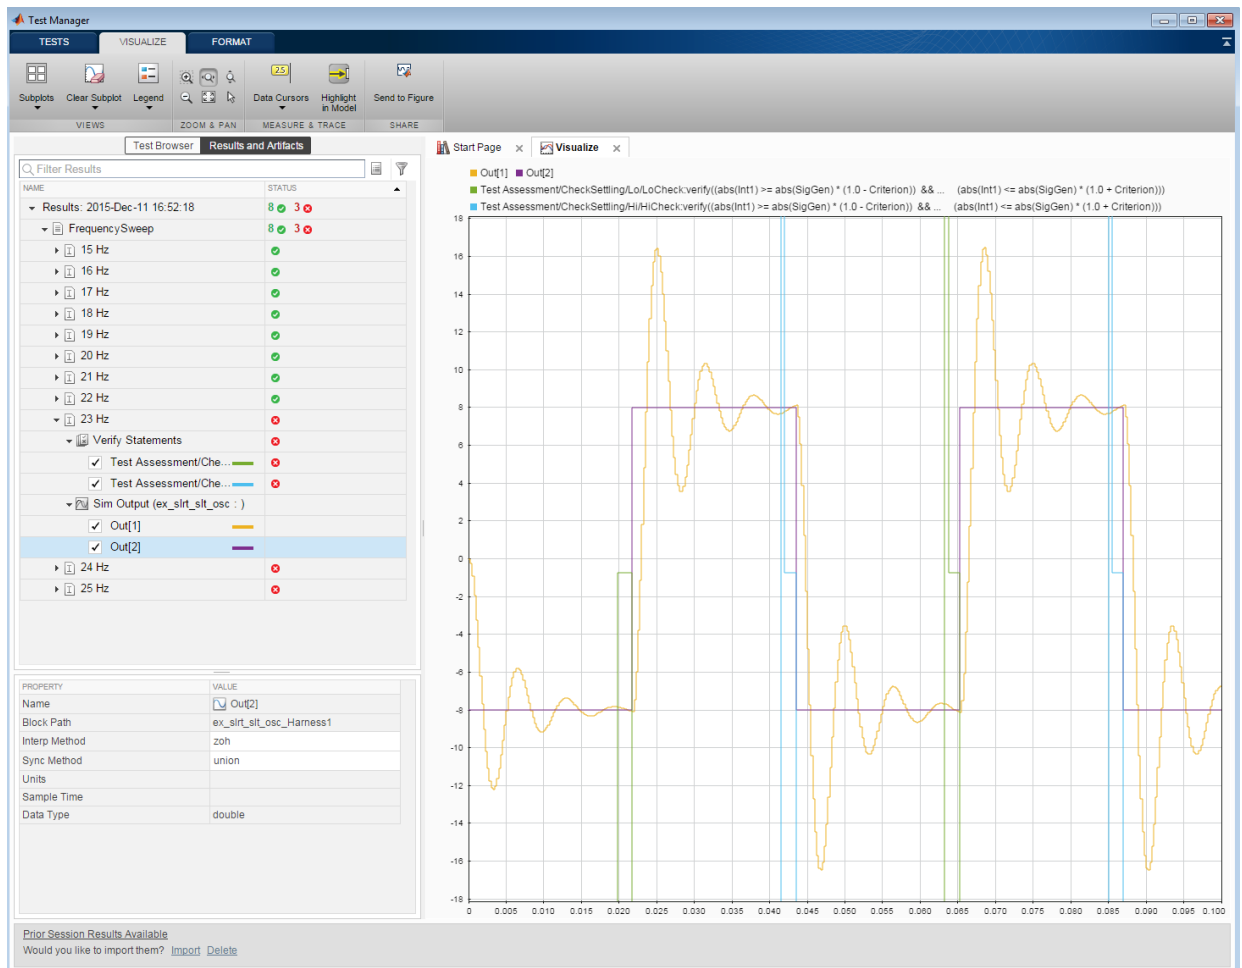 Test Manager
TESTS VISUALIZE FORMAT
Subplots Clear Subplot Legend Data Cursors Highlight in Model Send to Figure
VIEWS ZOOM & PAN MEASURE & TRACE SHARE
Test Browser Results and Artifacts
Start Page × Visualize ×
Filter Results
NAME STATUS
Results: 2015-Dec-11 16:52:18 8 3
FrequencySweep 8 3
15 Hz
16 Hz
17 Hz
18 Hz
19 Hz
20 Hz
21 Hz
22 Hz
23 Hz
Verify Statements
Test Assessment/Che...
Test Assessment/Che...
Sim Output (ex_slrt_slt_osc : )
Out[1]
Out[2]
24 Hz
25 Hz
PROPERTY VALUE
Name Out[2]
Block Path ex_slrt_slt_osc_Harness1
Interp Method zoh
Sync Method union
Units
Sample Time
Data Type double
Out[1] Out[2]
Test Assessment/CheckSettling/Lo/LoCheck:verify((abs(Int1) >= abs(SigGen) * (1.0 - Criterion)) && ... (abs(Int1) <= abs(SigGen) * (1.0 + Criterion)))
Test Assessment/CheckSettling/Hi/HiCheck:verify((abs(Int1) >= abs(SigGen) * (1.0 - Criterion)) && ... (abs(Int1) <= abs(SigGen) * (1.0 + Criterion)))
18
16
14
12
10
8
6
4
2
0
-2
-4
-6
-8
-10
-12
-14
-16
-18
0 0.005 0.010 0.015 0.020 0.025 0.030 0.035 0.040 0.045 0.050 0.055 0.060 0.065 0.070 0.075 0.080 0.085 0.090 0.095 0.100
Prior Session Results Available
Would you like to import them? Import Delete